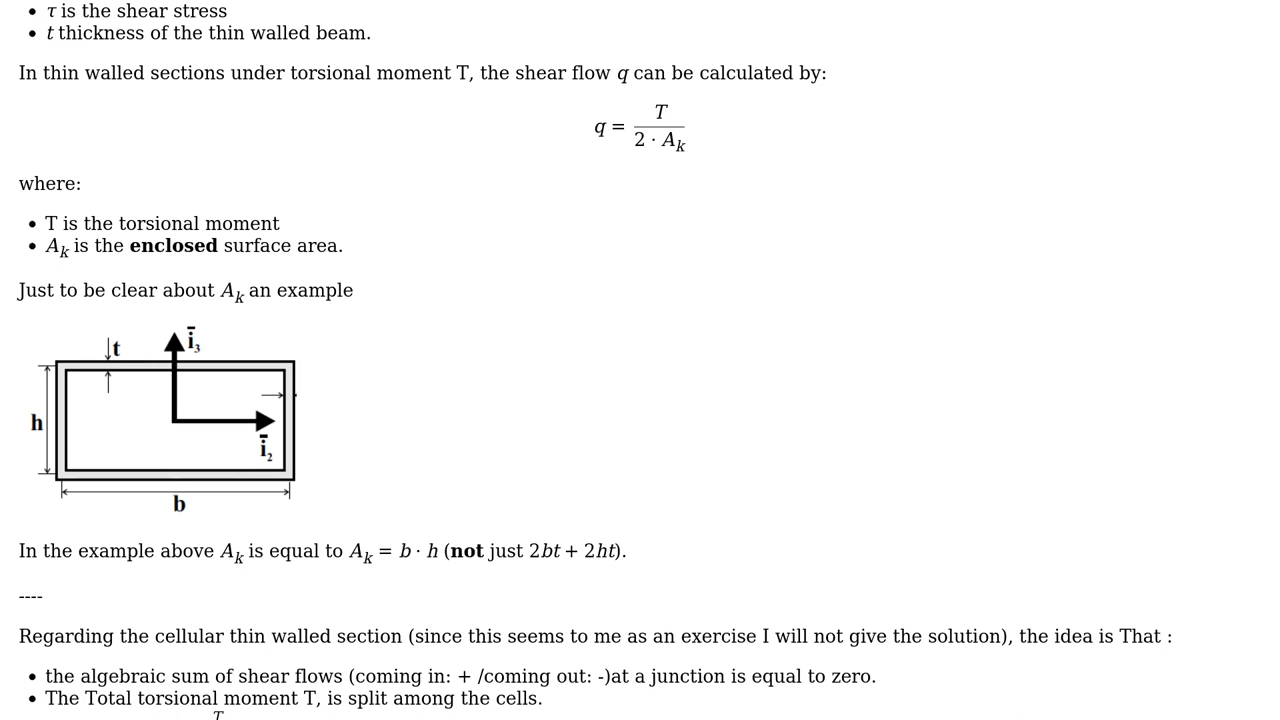 • τ is the shear stress
• t thickness of the thin walled beam.
In thin walled sections under torsional moment T, the shear flow q can be calculated by:
q = T / 2 · Aₖ
where:
• T is the torsional moment
• Aₖ is the enclosed surface area.
Just to be clear about Aₖ an example
t
i̅₃
h
i̅₂
b
In the example above Aₖ is equal to Aₖ = b · h (not just 2bt + 2ht).
----
Regarding the cellular thin walled section (since this seems to me as an exercise I will not give the solution), the idea is That :
• the algebraic sum of shear flows (coming in: + /coming out: -)at a junction is equal to zero.
• The Total torsional moment T, is split among the cells.
T